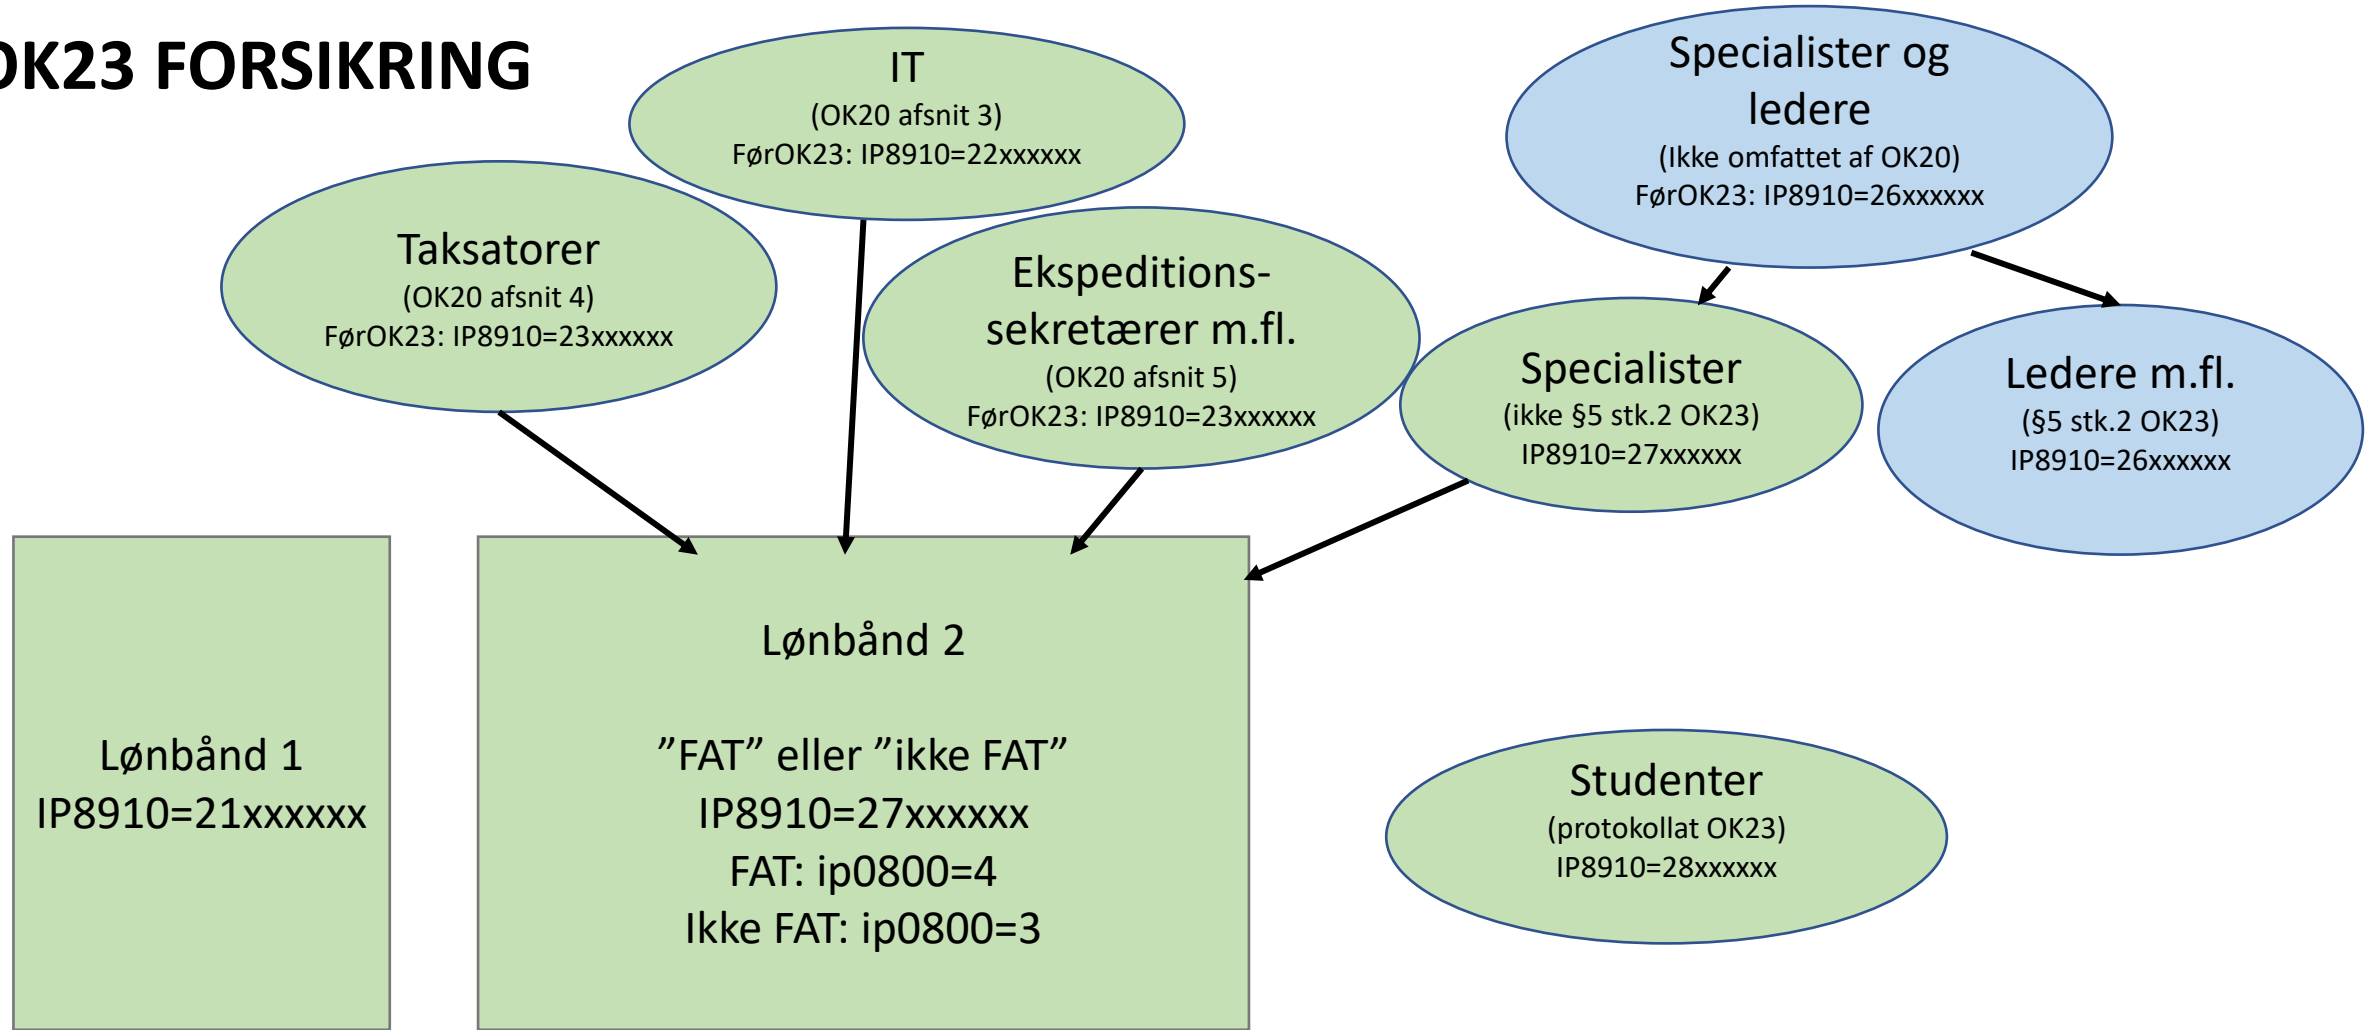 OK23 FORSIKRING
IT
(OK20 afsnit 3)
FørOK23: IP8910=22xxxxxx
Specialister og
ledere
(Ikke omfattet af OK20)
FørOK23: IP8910=26xxxxxx
Taksatorer
(OK20 afsnit 4)
FørOK23: IP8910=23xxxxxx
Ekspeditions-
sekretærer m.fl.
(OK20 afsnit 5)
FørOK23: IP8910=23xxxxxx
Specialister
(ikke §5 stk.2 OK23)
IP8910=27xxxxxx
Ledere m.fl.
(§5 stk.2 OK23)
IP8910=26xxxxxx
Lønbånd 1
IP8910=21xxxxxx
Lønbånd 2
”FAT” eller ”ikke FAT”
IP8910=27xxxxxx
FAT: ip0800=4
Ikke FAT: ip0800=3
Studenter
(protokollat OK23)
IP8910=28xxxxxx